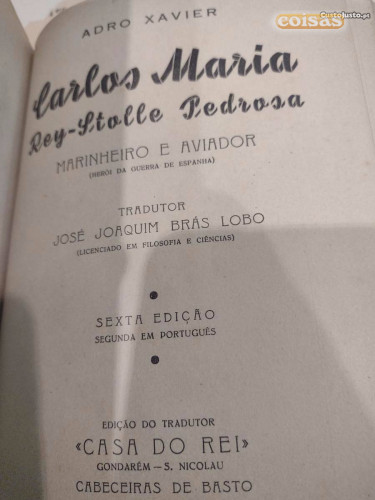 coisas
CustoJusto.pt
ADRO XAVIER
Carlos Maria
Rey-Stolle Pedrosa
MARINHEIRO E AVIADOR
(HERÓI DA GUERRA DE ESPANHA)
TRADUTOR
JOSÉ JOAQUIM BRÁS LOBO
(LICENCIADO EM FILOSOFIA E CIÊNCIAS)
SEXTA EDIÇÃO
SEGUNDA EM PORTUGUÊS
EDIÇÃO DO TRADUTOR
«CASA DO REI»
GONDARÉM — S. NICOLAU
CABECEIRAS DE BASTO